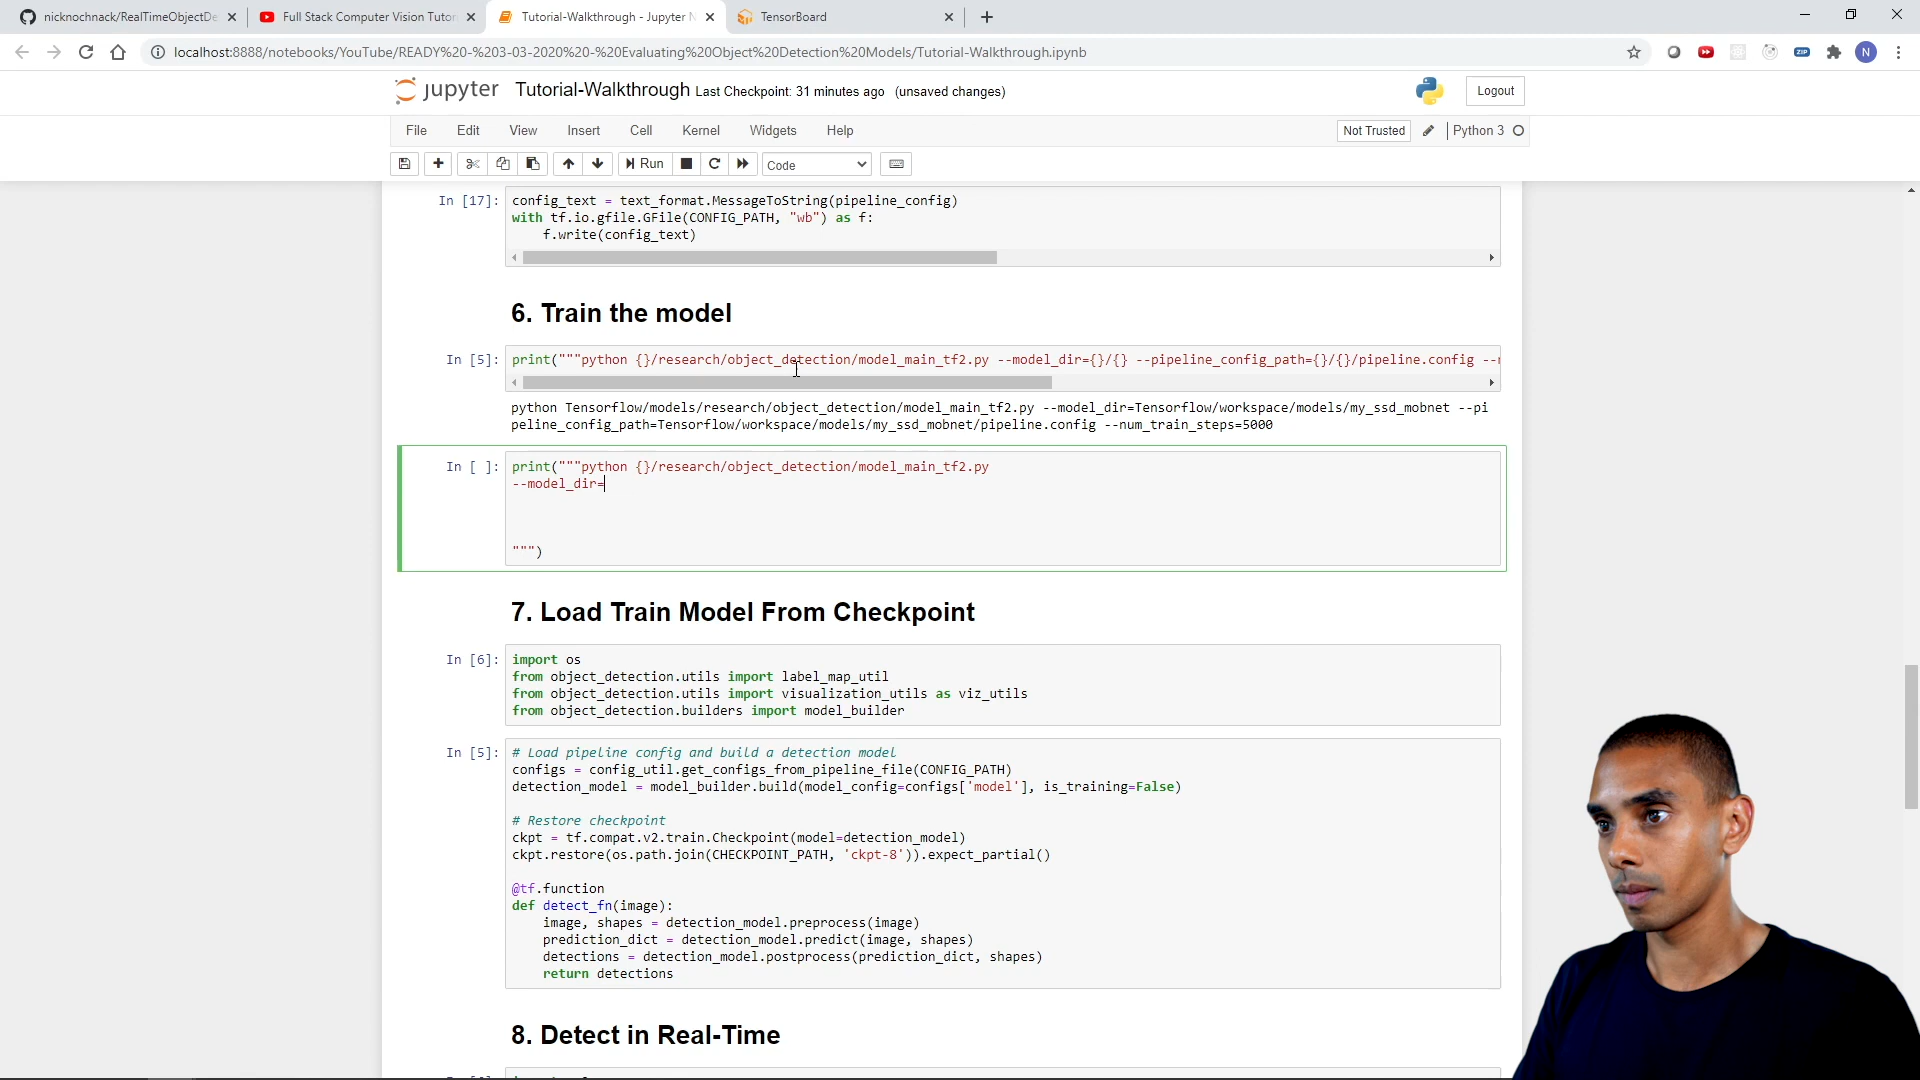 nicknochnack/RealTimeObjectDe
Full Stack Computer Vision Tutor
Tutorial-Walkthrough - Jupyter N
TensorBoard
localhost:8888/notebooks/YouTube/READY%20-%203-03-2020%20-%20Evaluating%20Object%20Detection%20Models/Tutorial-Walkthrough.ipynb
ZIP
N
jupyter Tutorial-Walkthrough Last Checkpoint: 31 minutes ago (unsaved changes)
Logout
File Edit View Insert Cell Kernel Widgets Help
Not Trusted
Python 3
Run
Code
In [17]: config_text = text_format.MessageToString(pipeline_config)
with tf.io.gfile.GFile(CONFIG_PATH, "wb") as f:
f.write(config_text)
6. Train the model
In [5]: print("""python {}/research/object_detection/model_main_tf2.py --model_dir={}/{} --pipeline_config_path={}/{}/pipeline.config --
python Tensorflow/models/research/object_detection/model_main_tf2.py --model_dir=Tensorflow/workspace/models/my_ssd_mobnet --pi
peline_config_path=Tensorflow/workspace/models/my_ssd_mobnet/pipeline.config --num_train_steps=5000
In [ ]: print("""python {}/research/object_detection/model_main_tf2.py
--model_dir=
""")
7. Load Train Model From Checkpoint
In [6]: import os
from object_detection.utils import label_map_util
from object_detection.utils import visualization_utils as viz_utils
from object_detection.builders import model_builder
In [5]: # Load pipeline config and build a detection model
configs = config_util.get_configs_from_pipeline_file(CONFIG_PATH)
detection_model = model_builder.build(model_config=configs['model'], is_training=False)
# Restore checkpoint
ckpt = tf.compat.v2.train.Checkpoint(model=detection_model)
ckpt.restore(os.path.join(CHECKPOINT_PATH, 'ckpt-8')).expect_partial()
@tf.function
def detect_fn(image):
image, shapes = detection_model.preprocess(image)
prediction_dict = detection_model.predict(image, shapes)
detections = detection_model.postprocess(prediction_dict, shapes)
return detections
8. Detect in Real-Time